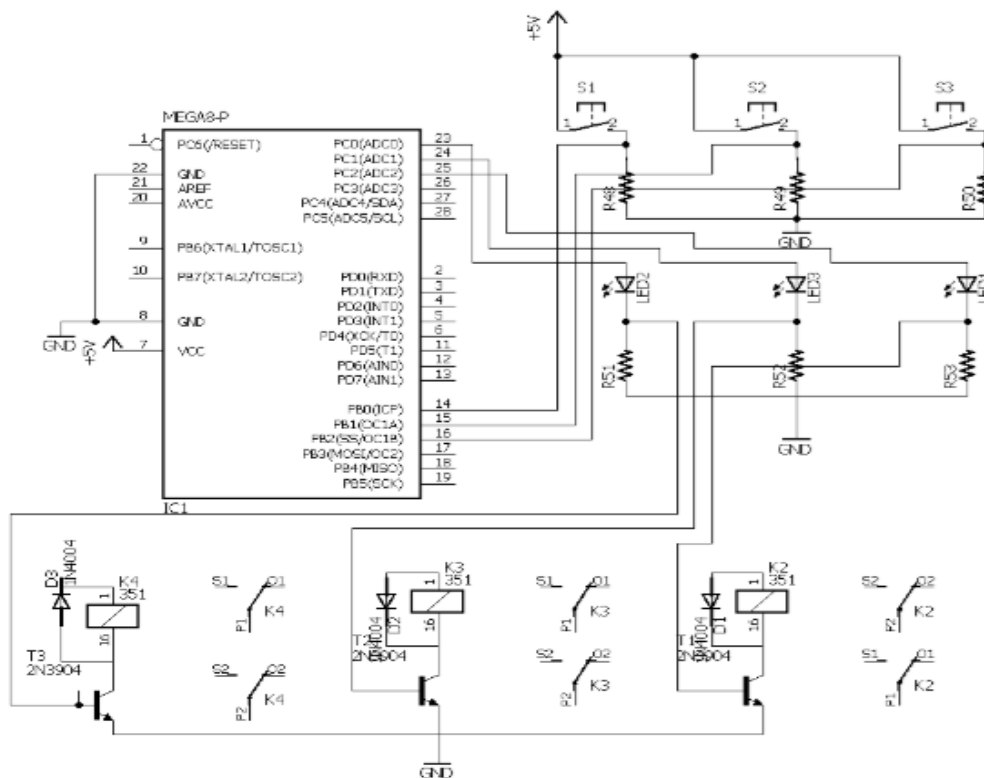 +5V
S1
S2
S3
1 2
1 2
1 2
MEGA8-P
1 PC6(/RESET)
22 GND
21 AREF
20 AVCC
9 PB6(XTAL1/TOSC1)
10 PB7(XTAL2/TOSC2)
8 GND
7 VCC
GND
+5V
PC0(ADC0) 23
PC1(ADC1) 24
PC2(ADC2) 25
PC3(ADC3) 26
PC4(ADC4/SDA) 27
PC5(ADC5/SCL) 28
PD0(RXD) 2
PD1(TXD) 3
PD2(INT0) 4
PD3(INT1) 5
PD4(XCK/T0) 6
PD5(T1) 11
PD6(AIN0) 12
PD7(AIN1) 13
PB0(ICP) 14
PB1(OC1A) 15
PB2(SS/OC1B) 16
PB3(MOSI/OC2) 17
PB4(MISO) 18
PB5(SCK) 19
IC1
R48
R49
R50
GND
LED2
LED3
R51
R52
R53
GND
D3
1N4004
K4
351
1
16
T3
2N3904
S1 O1
P1 K4
S2 O2
P2 K4
K3
351
1
16
D2
T2
2N3904
S1 O1
P1 K3
S2 O2
P2 K3
K2
351
1
16
D1
T1
2N3904
S2 O2
P2 K2
S1 O1
P1 K2
GND